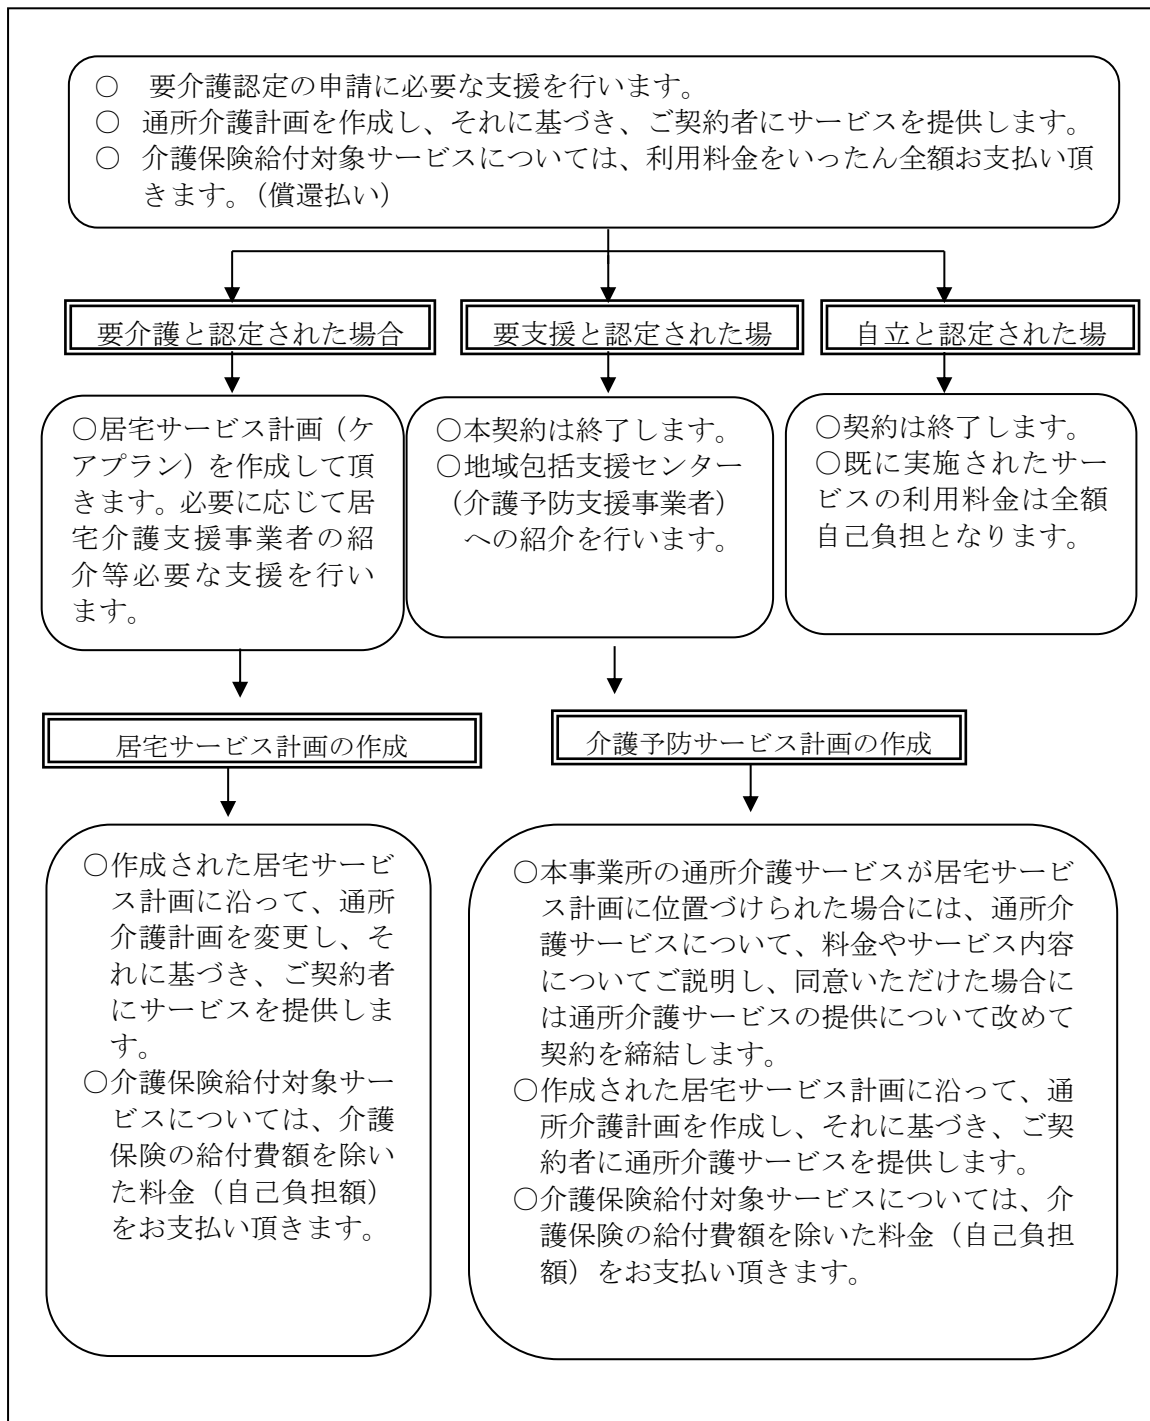 ○ 要介護認定の申請に必要な支援を行います。
○ 通所介護計画を作成し、それに基づき、ご契約者にサービスを提供します。
○ 介護保険給付対象サービスについては、利用料金をいったん全額お支払い頂
きます。（償還払い）
要介護と認定された場合
要支援と認定された場
自立と認定された場
○居宅サービス計画（ケ
アプラン）を作成して頂
きます。必要に応じて居
宅介護支援事業者の紹
介等必要な支援を行い
ます。
○本契約は終了します。
○地域包括支援センター
（介護予防支援事業者）
への紹介を行います。
○契約は終了します。
○既に実施されたサー
ビスの利用料金は全額
自己負担となります。
居宅サービス計画の作成
介護予防サービス計画の作成
○作成された居宅サービ
ス計画に沿って、通所
介護計画を変更し、そ
れに基づき、ご契約者
にサービスを提供しま
す。
○介護保険給付対象サー
ビスについては、介護
保険の給付費額を除い
た料金（自己負担額）
をお支払い頂きます。
○本事業所の通所介護サービスが居宅サービ
ス計画に位置づけられた場合には、通所介
護サービスについて、料金やサービス内容
についてご説明し、同意いただけた場合に
は通所介護サービスの提供について改めて
契約を締結します。
○作成された居宅サービス計画に沿って、通
所介護計画を作成し、それに基づき、ご契
約者に通所介護サービスを提供します。
○介護保険給付対象サービスについては、介
護保険の給付費額を除いた料金（自己負担
額）をお支払い頂きます。